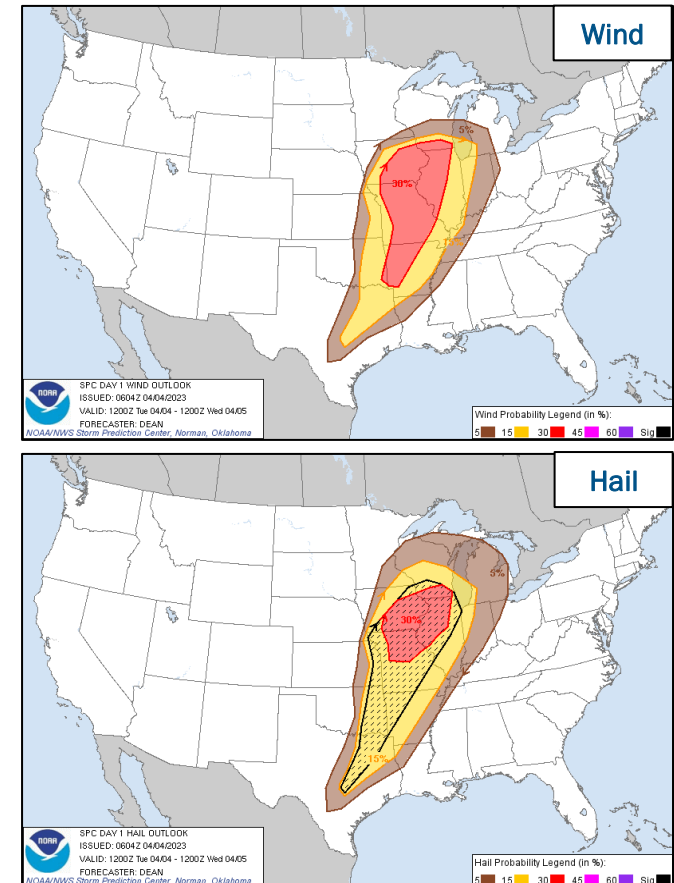 Wind
5%
30%
15%
NOAA
SPC DAY 1 WIND OUTLOOK
ISSUED: 0604Z 04/04/2023
VALID: 1200Z Tue 04/04 - 1200Z Wed 04/05
FORECASTER: DEAN
NOAA/NWS Storm Prediction Center, Norman, Oklahoma
Wind Probability Legend (in %):
5 15 30 45 60 Sig
Hail
5%
30%
15%
NOAA
SPC DAY 1 HAIL OUTLOOK
ISSUED: 0604Z 04/04/2023
VALID: 1200Z Tue 04/04 - 1200Z Wed 04/05
FORECASTER: DEAN
NOAA/NWS Storm Prediction Center, Norman, Oklahoma
Hail Probability Legend (in %):
5 15 30 45 60 Sig